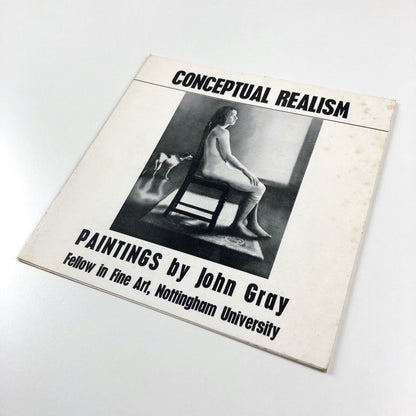 CONCEPTUAL REALISM
PAINTINGS by John Gray
Fellow in Fine Art, Nottingham University